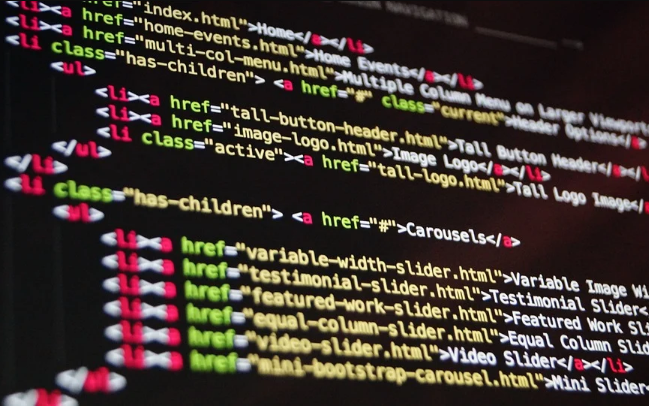 NAVIGATION
href="index.html">Home</a></li>
<li><a href="home-events.html">Home Events</a></li>
<li><a href="multi-col-menu.html">Multiple Column Menu on Larger Viewport
<li class="has-children"> <a href="#" class="current">Header Options</a>
<ul>
<li><a href="tall-button-header.html">Tall Button Header</a></li>
<li><a href="image-logo.html">Image Logo</a></li>
<li class="active"><a href="tall-logo.html">Tall Logo Image</a>
</ul>
</li>
<li class="has-children"> <a href="#">Carousels</a>
<ul>
<li><a href="variable-width-slider.html">Variable Image Wi
<li><a href="testimonial-slider.html">Testimonial Slider<
<li><a href="featured-work-slider.html">Featured Work Sli
<li><a href="equal-column-slider.html">Equal Column Slid
<li><a href="video-slider.html">Video Slider</a></li>
<li><a href="mini-bootstrap-carousel.html">Mini Slider<
</ul>
</li>